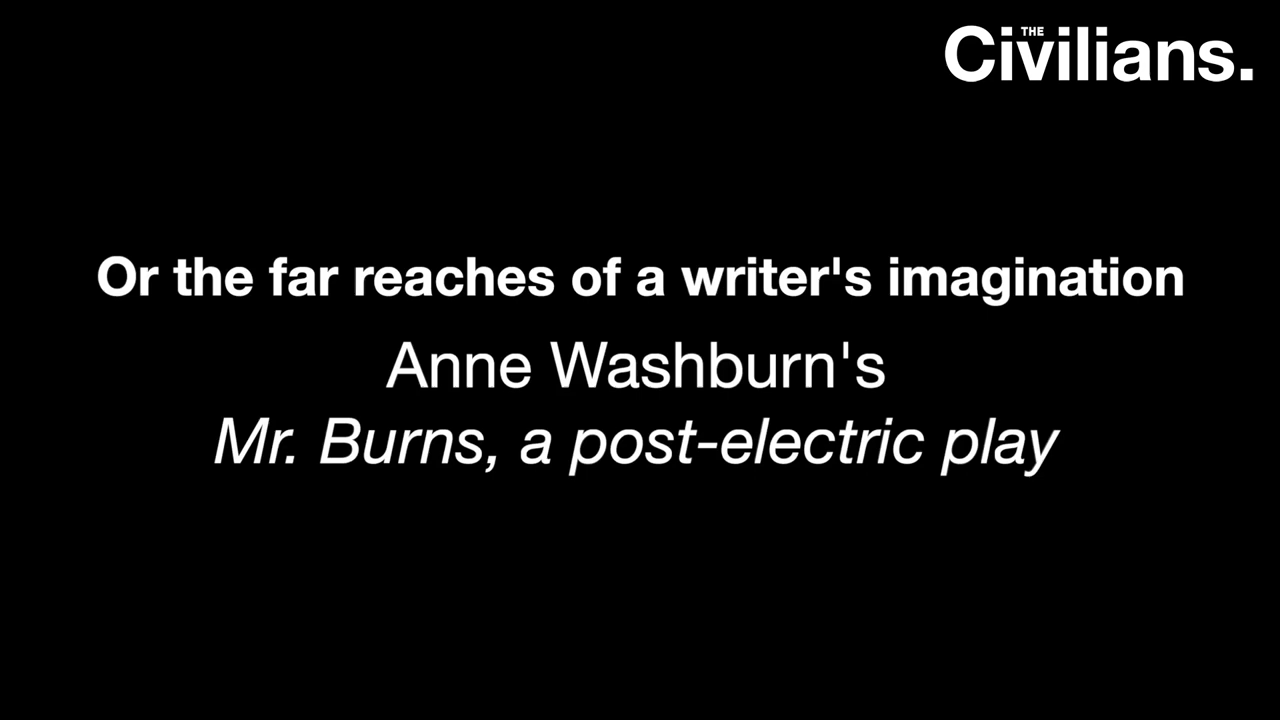 THE
Civilians.
Or the far reaches of a writer's imagination
Anne Washburn's
Mr. Burns, a post-electric play